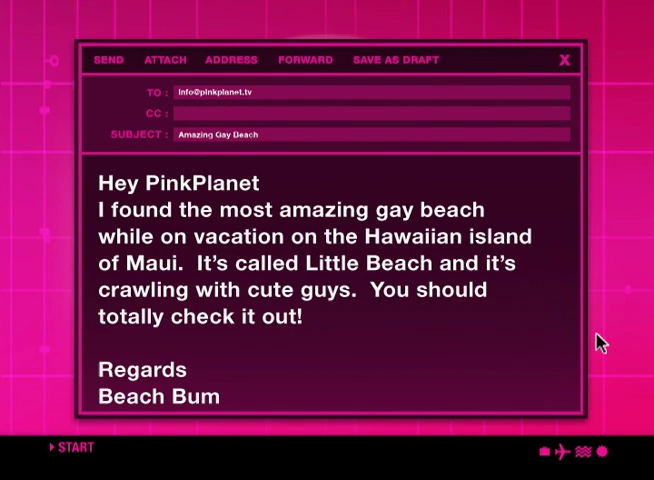 SEND ATTACH ADDRESS FORWARD SAVE AS DRAFT X
TO : info@pinkplanet.tv
CC :
SUBJECT : Amazing Gay Beach
Hey PinkPlanet
I found the most amazing gay beach
while on vacation on the Hawaiian island
of Maui. It's called Little Beach and it's
crawling with cute guys. You should
totally check it out!
Regards
Beach Bum
START